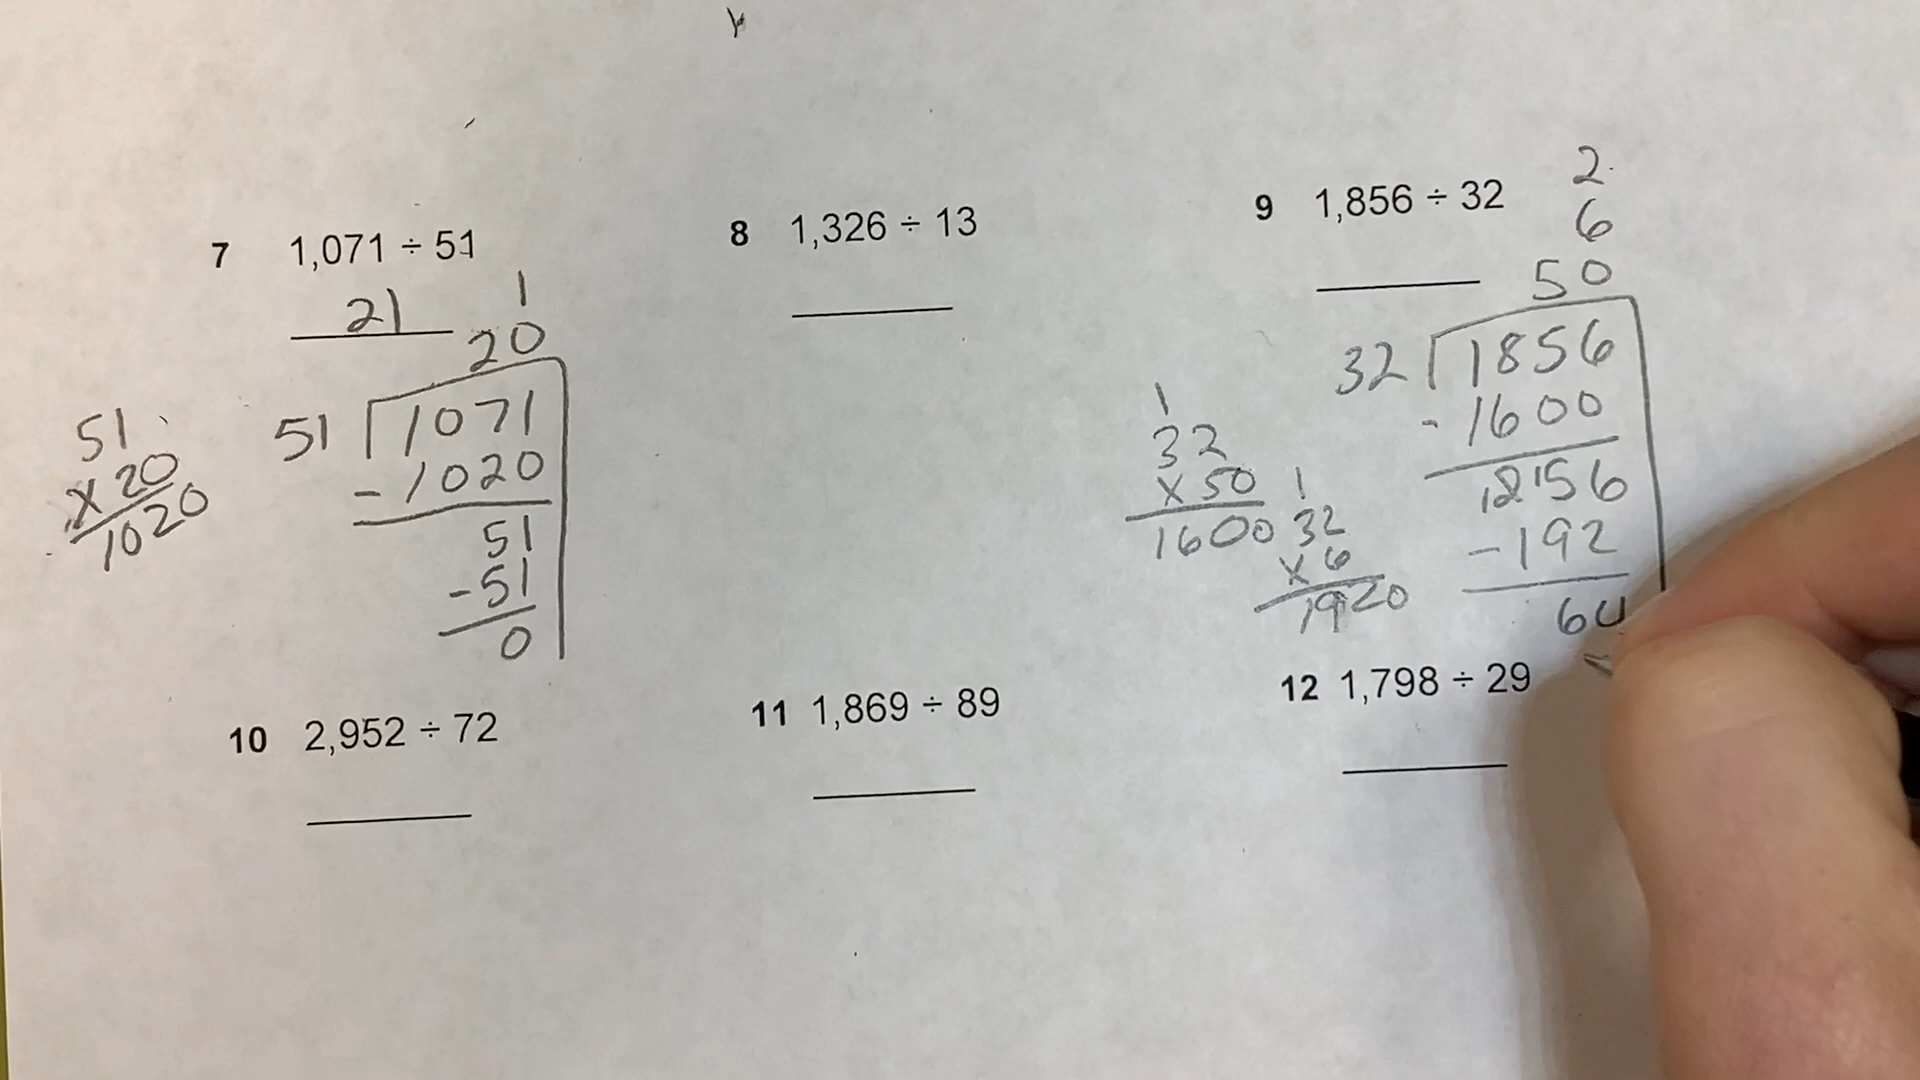 7 1,071 ÷ 51
21
1
20
51 1071
-1020
51
-51
0
51
x 20
1020
8 1,326 ÷ 13
9 1,856 ÷ 32
2
6
50
32 1856
-1600
256
-192
64
1
32
x 50
1600
1
32
x 6
1920
10 2,952 ÷ 72
11 1,869 ÷ 89
12 1,798 ÷ 29